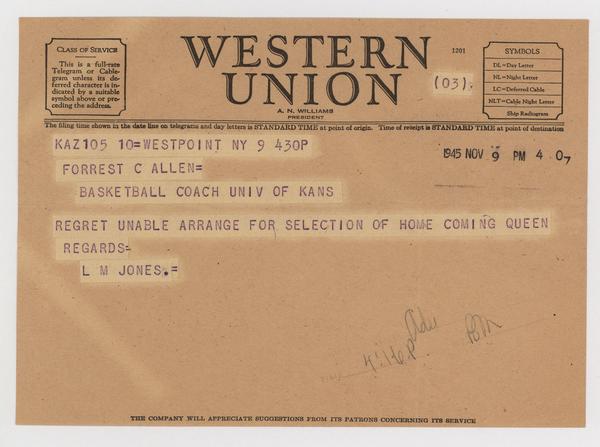 CLASS OF SERVICE
This is a full-rate
Telegram or Cable-
gram unless its de-
ferred character is
indicated by a suitable
symbol above or pre-
ceding the address.
WESTERN
UNION
A. N. WILLIAMS
PRESIDENT
1201
(03).
SYMBOLS
DL=Day Letter
NL=Night Letter
LC=Deferred Cable
NLT=Cable Night Letter
Ship Radiogram
The filing time shown in the date line on telegrams and day letters is STANDARD TIME at point of origin. Time of receipt is STANDARD TIME at point of destination
KAZ105 10=WESTPOINT NY 9 430P
1945 NOV 9 PM 4 07
FORREST C ALLEN=
BASKETBALL COACH UNIV OF KANS
REGRET UNABLE ARRANGE FOR SELECTION OF HOME COMING QUEEN
REGARDS=
L M JONES.=
THE COMPANY WILL APPRECIATE SUGGESTIONS FROM ITS PATRONS CONCERNING ITS SERVICE